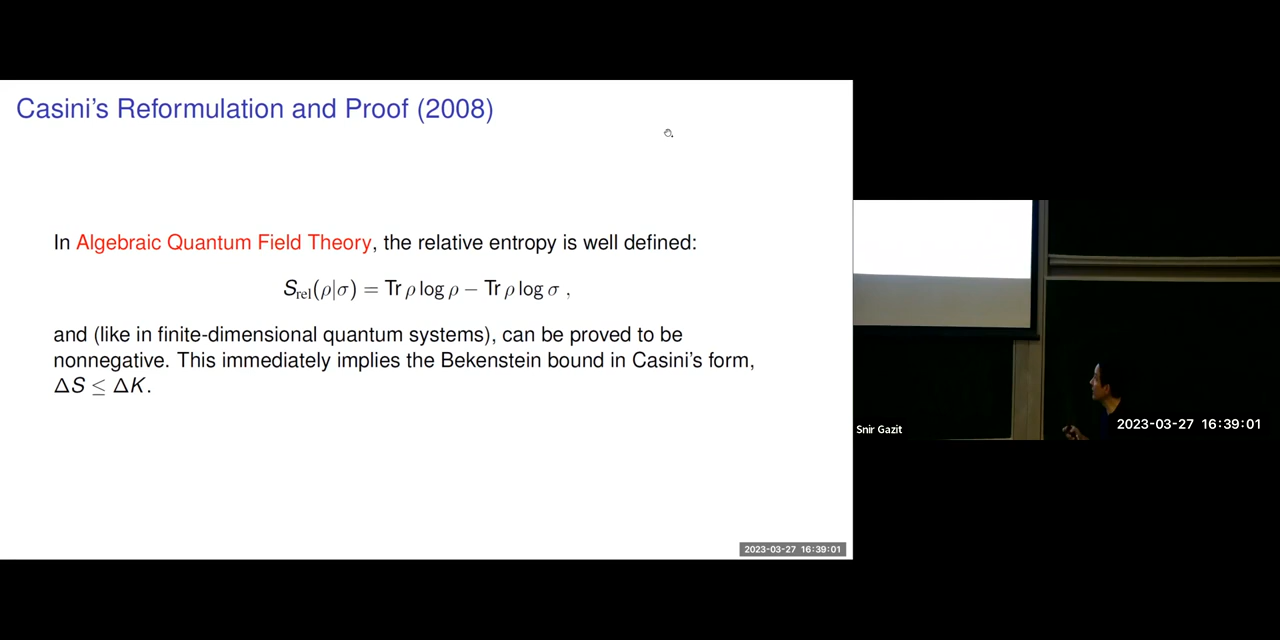 Casini's Reformulation and Proof (2008)
In Algebraic Quantum Field Theory, the relative entropy is well defined:
S_rel(ρ|σ) = Tr ρ log ρ − Tr ρ log σ ,
and (like in finite-dimensional quantum systems), can be proved to be
nonnegative. This immediately implies the Bekenstein bound in Casini's form,
ΔS ≤ ΔK.
2023-03-27 16:39:01
Snir Gazit
2023-03-27 16:39:01